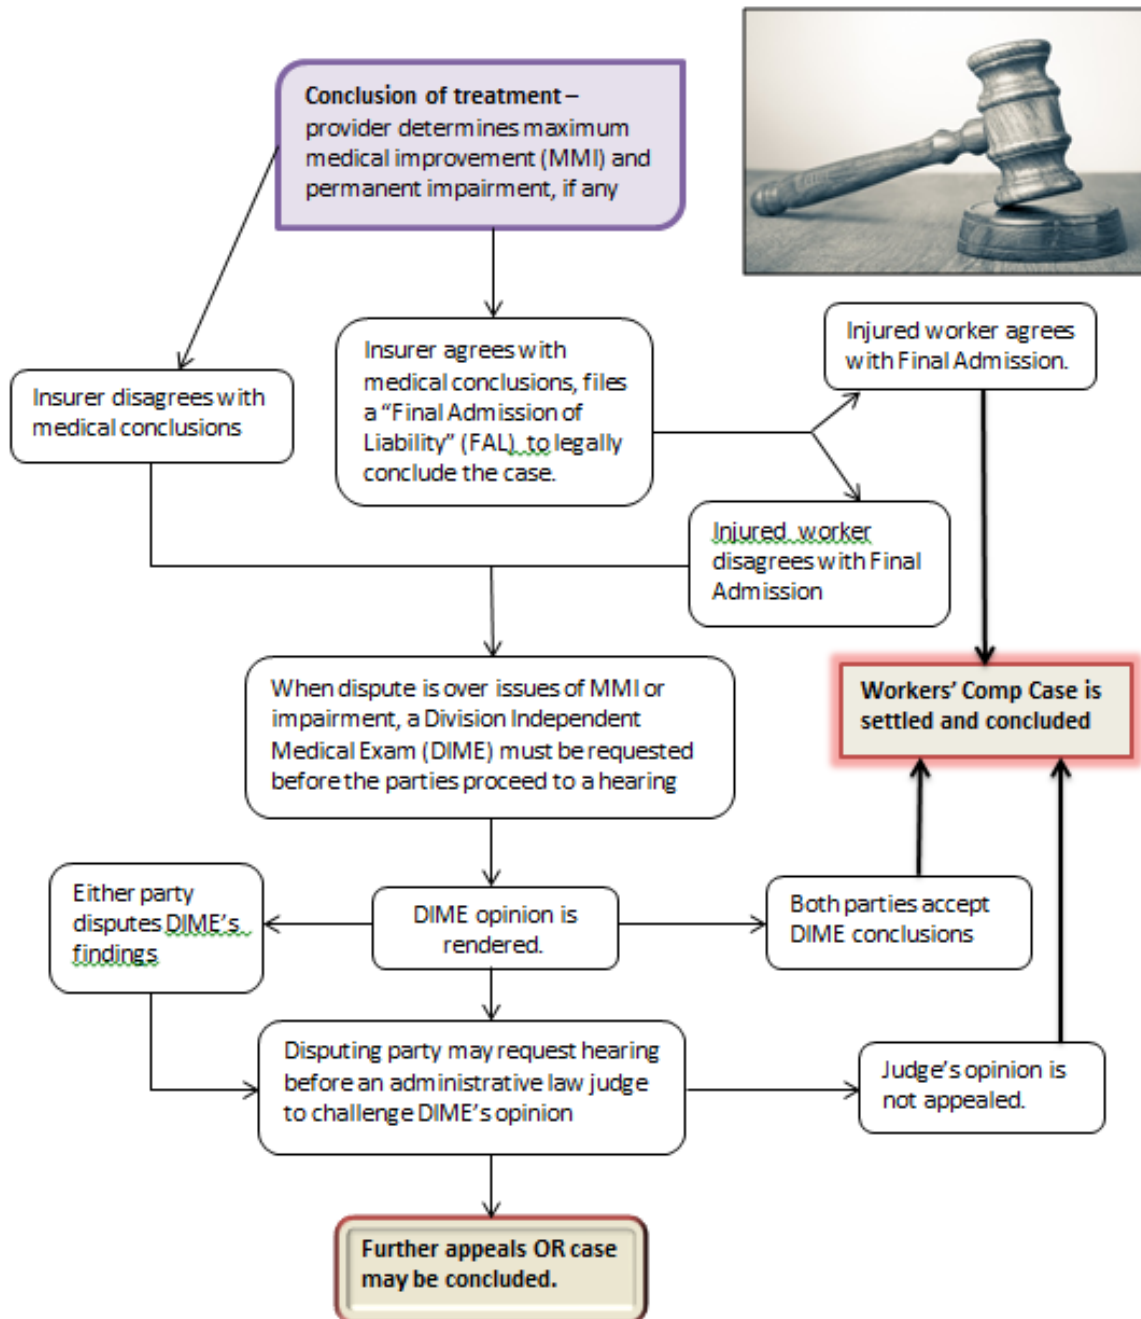 Conclusion of treatment –
provider determines maximum
medical improvement (MMI) and
permanent impairment, if any
Insurer disagrees with
medical conclusions
Insurer agrees with
medical conclusions, files
a “Final Admission of
Liability” (FAL) to legally
conclude the case.
Injured worker agrees
with Final Admission.
Injured worker
disagrees with Final
Admission
When dispute is over issues of MMI or
impairment, a Division Independent
Medical Exam (DIME) must be requested
before the parties proceed to a hearing
Workers’ Comp Case is
settled and concluded
Either party
disputes DIME’s
findings
DIME opinion is
rendered.
Both parties accept
DIME conclusions
Disputing party may request hearing
before an administrative law judge
to challenge DIME’s opinion
Judge’s opinion is
not appealed.
Further appeals OR case
may be concluded.